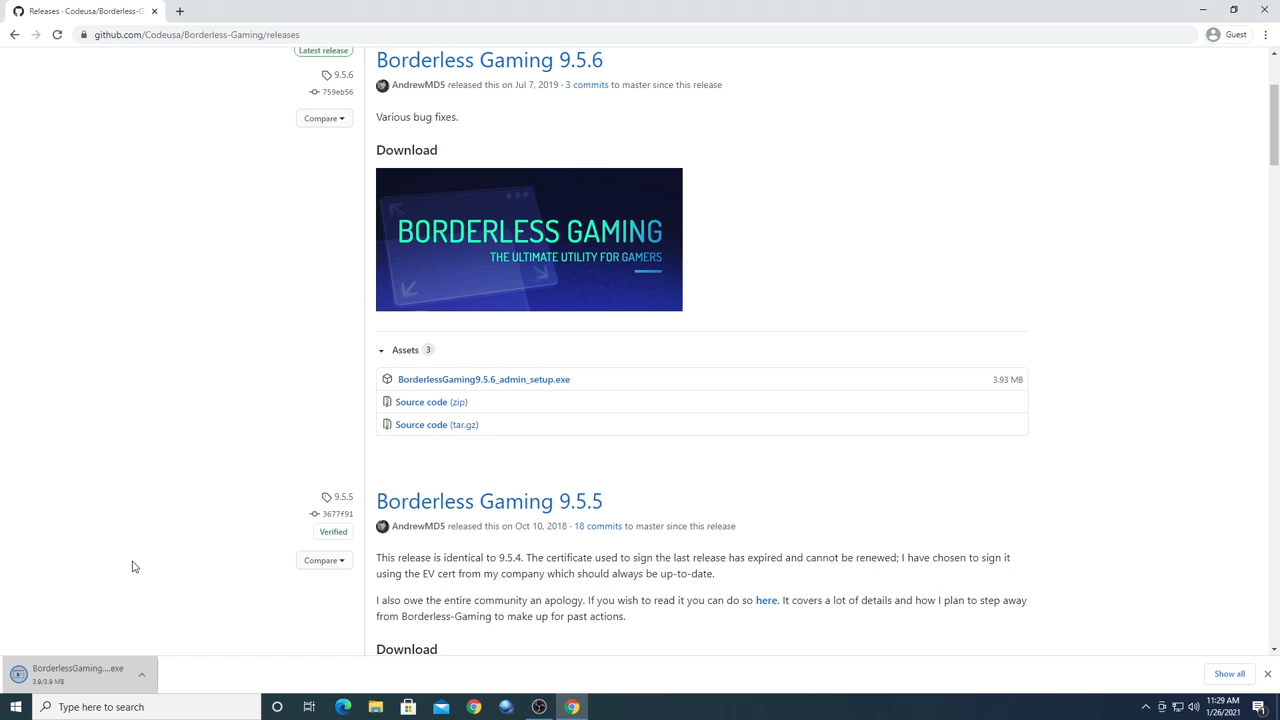 Releases · Codeusa/Borderless-G
github.com/Codeusa/Borderless-Gaming/releases
Guest
Latest release
Borderless Gaming 9.5.6
9.5.6
AndrewMD5 released this on Jul 7, 2019 · 3 commits to master since this release
759eb56
Compare
Various bug fixes.
Download
BORDERLESS GAMING
THE ULTIMATE UTILITY FOR GAMERS
Assets 3
BorderlessGaming9.5.6_admin_setup.exe 3.93 MB
Source code (zip)
Source code (tar.gz)
9.5.5
Borderless Gaming 9.5.5
3677f91
AndrewMD5 released this on Oct 10, 2018 · 18 commits to master since this release
Verified
Compare
This release is identical to 9.5.4. The certificate used to sign the last release has expired and cannot be renewed; I have chosen to sign it
using the EV cert from my company which should always be up-to-date.
I also owe the entire community an apology. If you wish to read it you can do so here. It covers a lot of details and how I plan to step away
from Borderless-Gaming to make up for past actions.
Download
BorderlessGaming....exe
3.9/3.9 MB
Show all
Type here to search
11:29 AM
1/26/2021
1